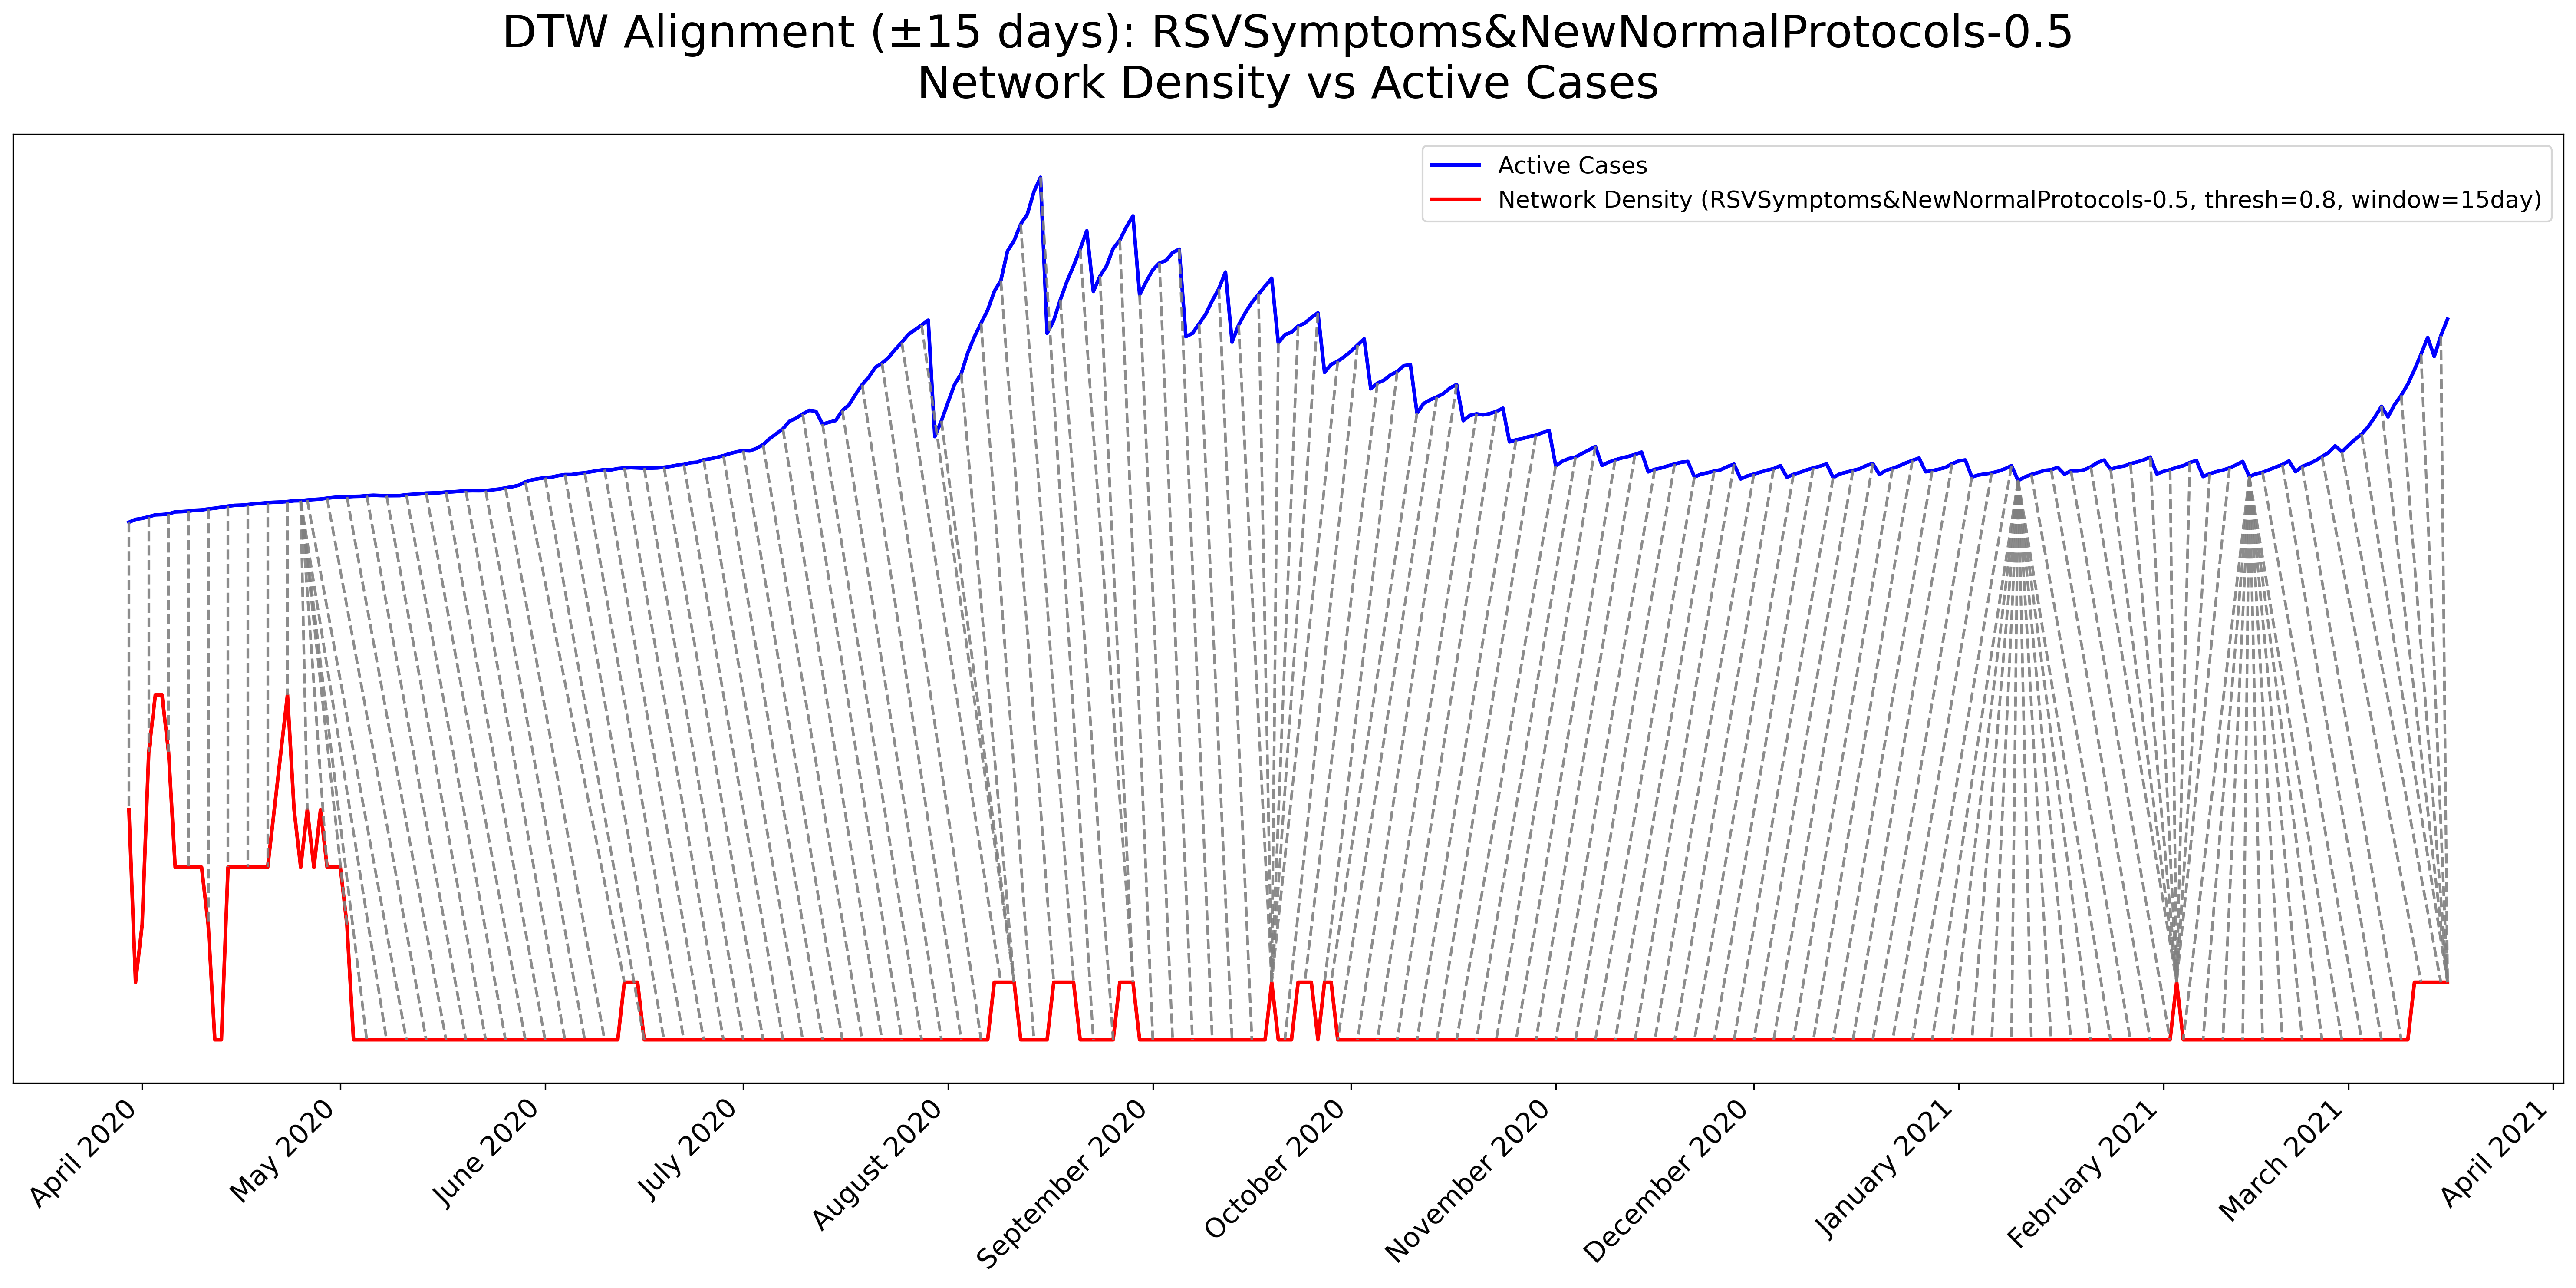 DTW Alignment (±15 days): RSVSymptoms&NewNormalProtocols-0.5
Network Density vs Active Cases
Active Cases
Network Density (RSVSymptoms&NewNormalProtocols-0.5, thresh=0.8, window=15day)
April 2020
May 2020
June 2020
July 2020
August 2020
September 2020
October 2020
November 2020
December 2020
January 2021
February 2021
March 2021
April 2021